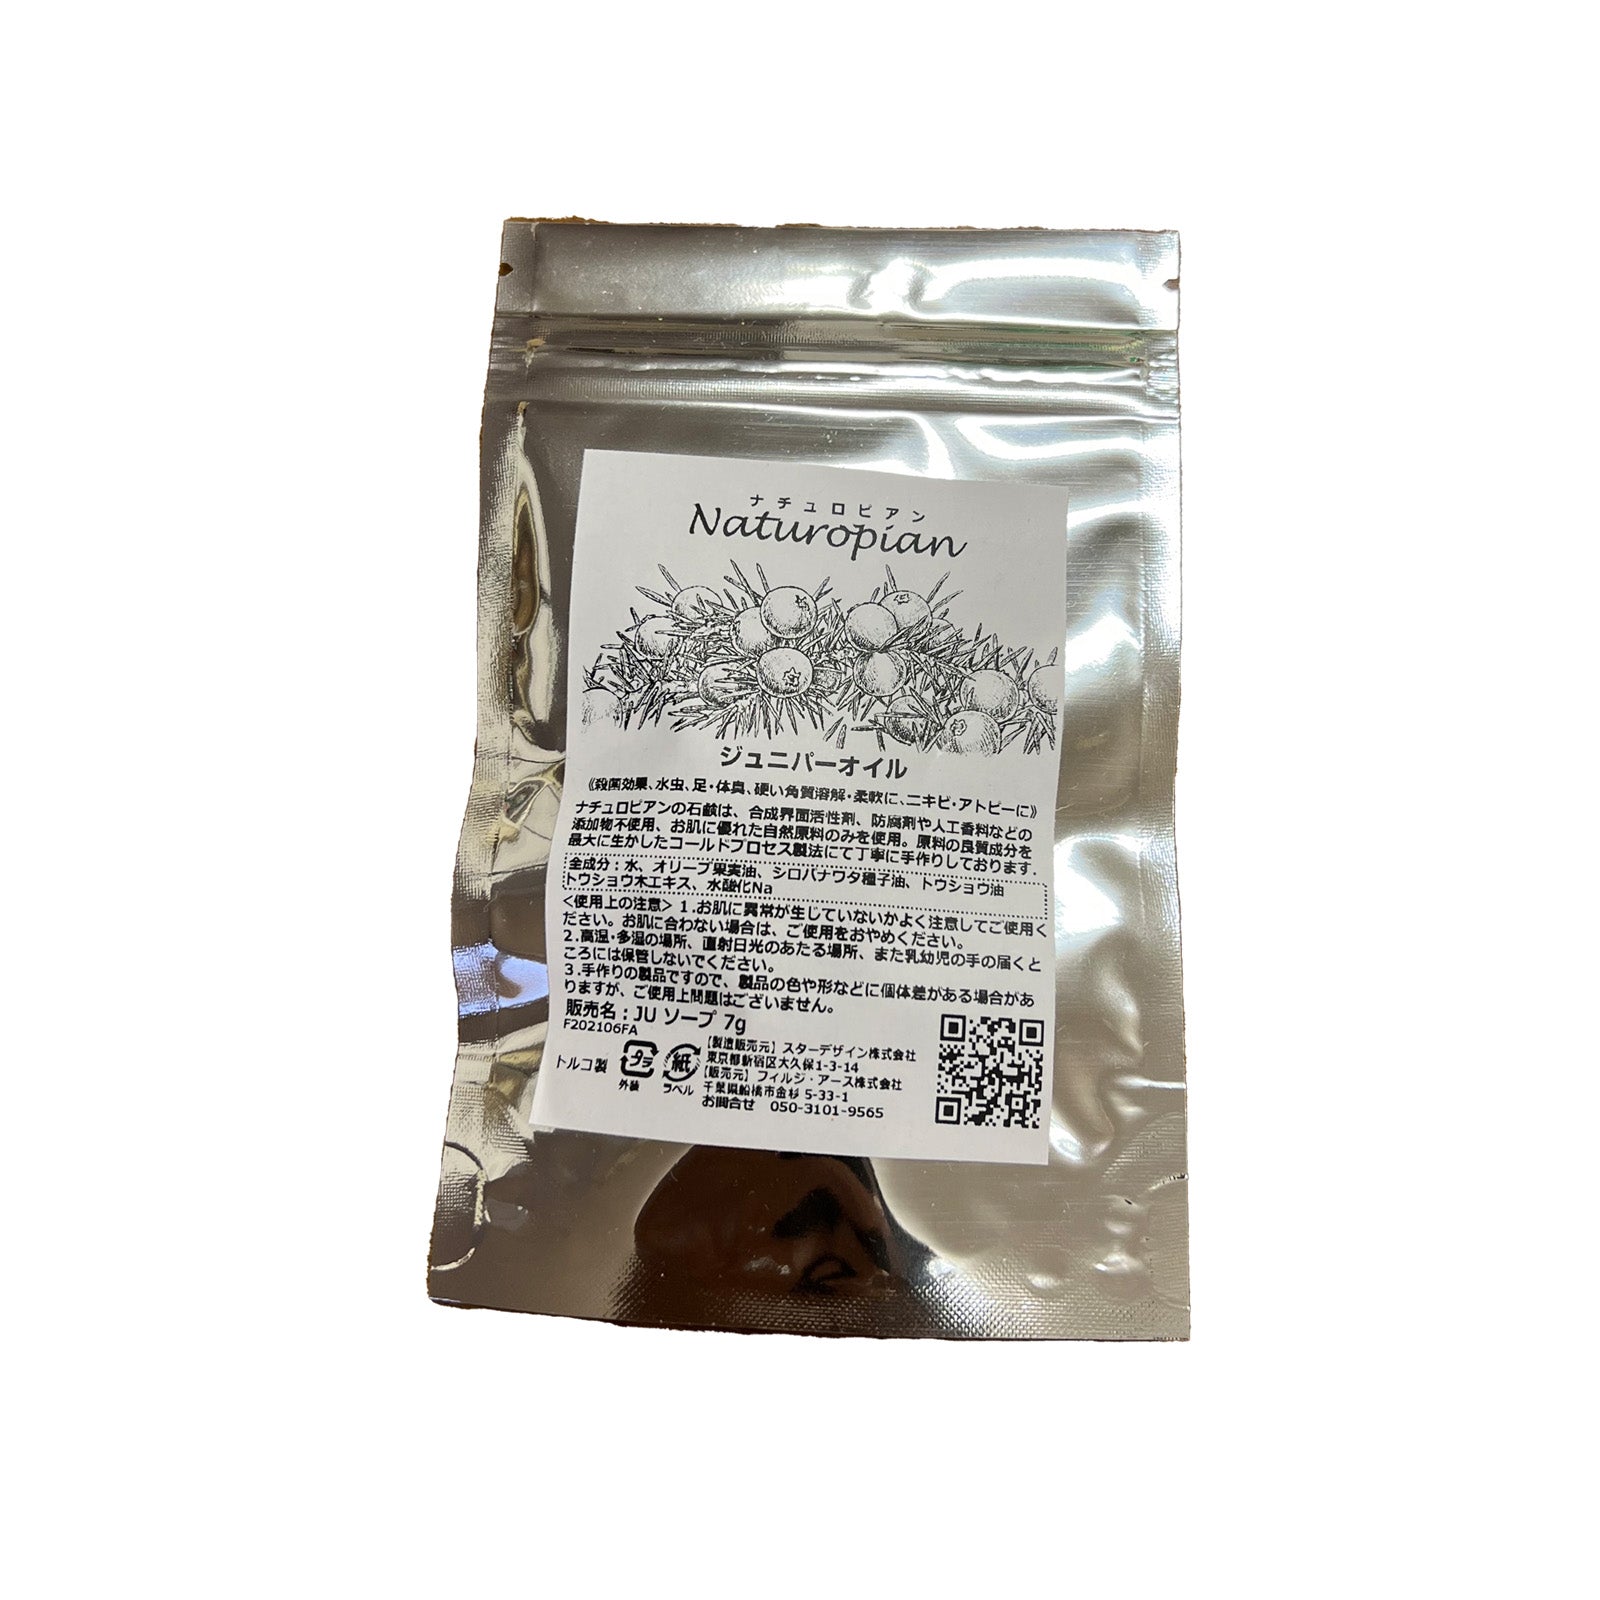 ナチュロピアン
Naturopian
ジュニパーオイル
《殺菌効果、水虫、足・体臭、硬い角質溶解・柔軟に、ニキビ・アトピーに》
ナチュロピアンの石鹸は、合成界面活性剤、防腐剤や人工香料などの
添加物不使用、お肌に優れた自然原料のみを使用。原料の良質成分を
最大に生かしたコールドプロセス製法にて丁寧に手作りしております.
全成分：水、オリーブ果実油、シロバナワタ種子油、トウショウ油
トウショウ木エキス、水酸化Na
＜使用上の注意＞ 1.お肌に異常が生じていないかよく注意してご使用く
ださい。お肌に合わない場合は、ご使用をおやめください。
2.高温・多湿の場所、直射日光のあたる場所、また乳幼児の手の届くと
ころには保管しないでください。
3.手作りの製品ですので、製品の色や形などに個体差がある場合があ
りますが、ご使用上問題はございません。
販売名：JU ソープ 7g
F202106FA
トルコ製
プラ
外装
紙
ラベル
【製造販売元】スターデザイン株式会社
東京都新宿区大久保1-3-14
【販売元】フィルジ・アース株式会社
千葉県船橋市金杉 5-33-1
お問合せ 050-3101-9565